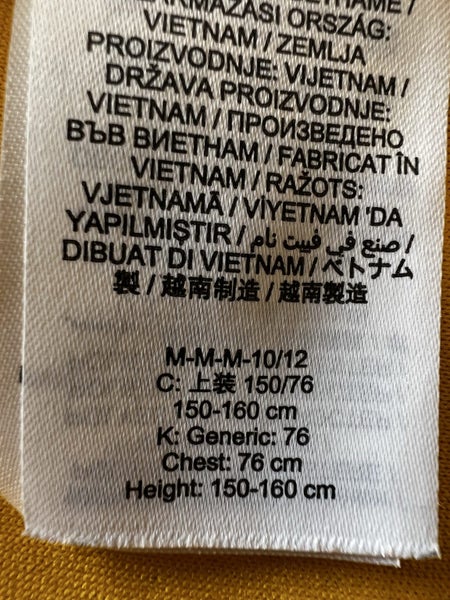 SZÁRMAZÁSI ORSZÁG:
VIETNAM / ZEMLJA
PROIZVODNJE: VIJETNAM /
DRŽAVA PROIZVODNJE:
VIETNAM / ПРОИЗВЕДЕНО
ВЪВ ВИЕТНАМ / FABRICAT ÎN
VIETNAM / RAŽOTS:
VJETNAMĀ / VİYETNAM 'DA
YAPILMIŞTIR / صنع في فييت نام /
DIBUAT DI VIETNAM / ベトナム
製 / 越南制造 / 越南製造
M-M-M-10/12
C: 上装 150/76
150-160 cm
K: Generic: 76
Chest: 76 cm
Height: 150-160 cm